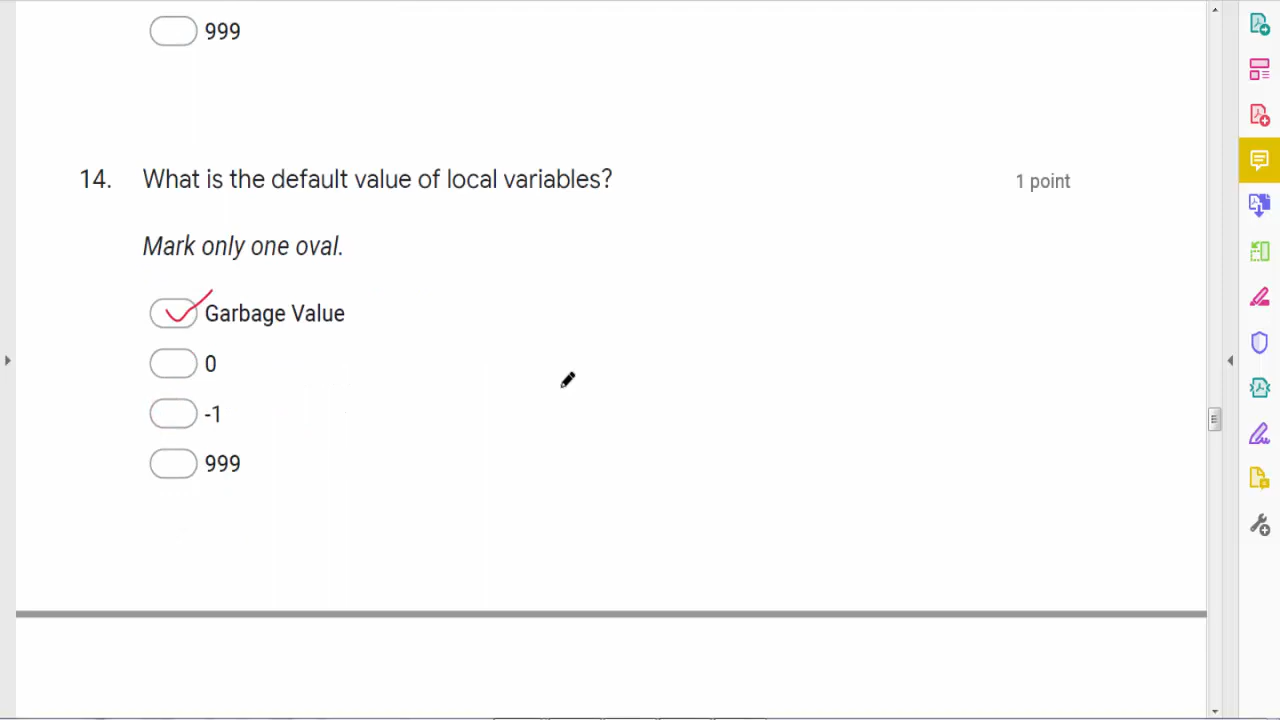 999
14. What is the default value of local variables? 1 point
Mark only one oval.
Garbage Value
0
-1
999